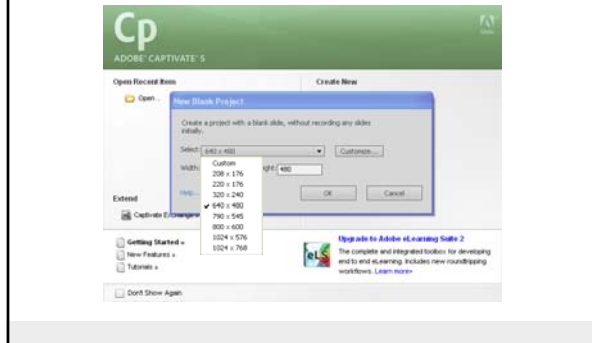 Cp
ADOBE® CAPTIVATE® 5
Open Recent Item
Create New
Open...
New Blank Project
Create a project with a blank slide, without recording any slides
initially.
Select: 640 x 480
Customize...
Width:
480
Custom
208 x 176
220 x 176
320 x 240
640 x 480
790 x 545
800 x 600
1024 x 576
1024 x 768
Help...
OK
Cancel
Extend
Captivate
Getting Started »
New Features »
Tutorials »
eLS
Upgrade to Adobe eLearning Suite 2
The complete and integrated toolbox for developing
end to end eLearning. Includes new roundtripping
workflows. Learn more»
Don't Show Again